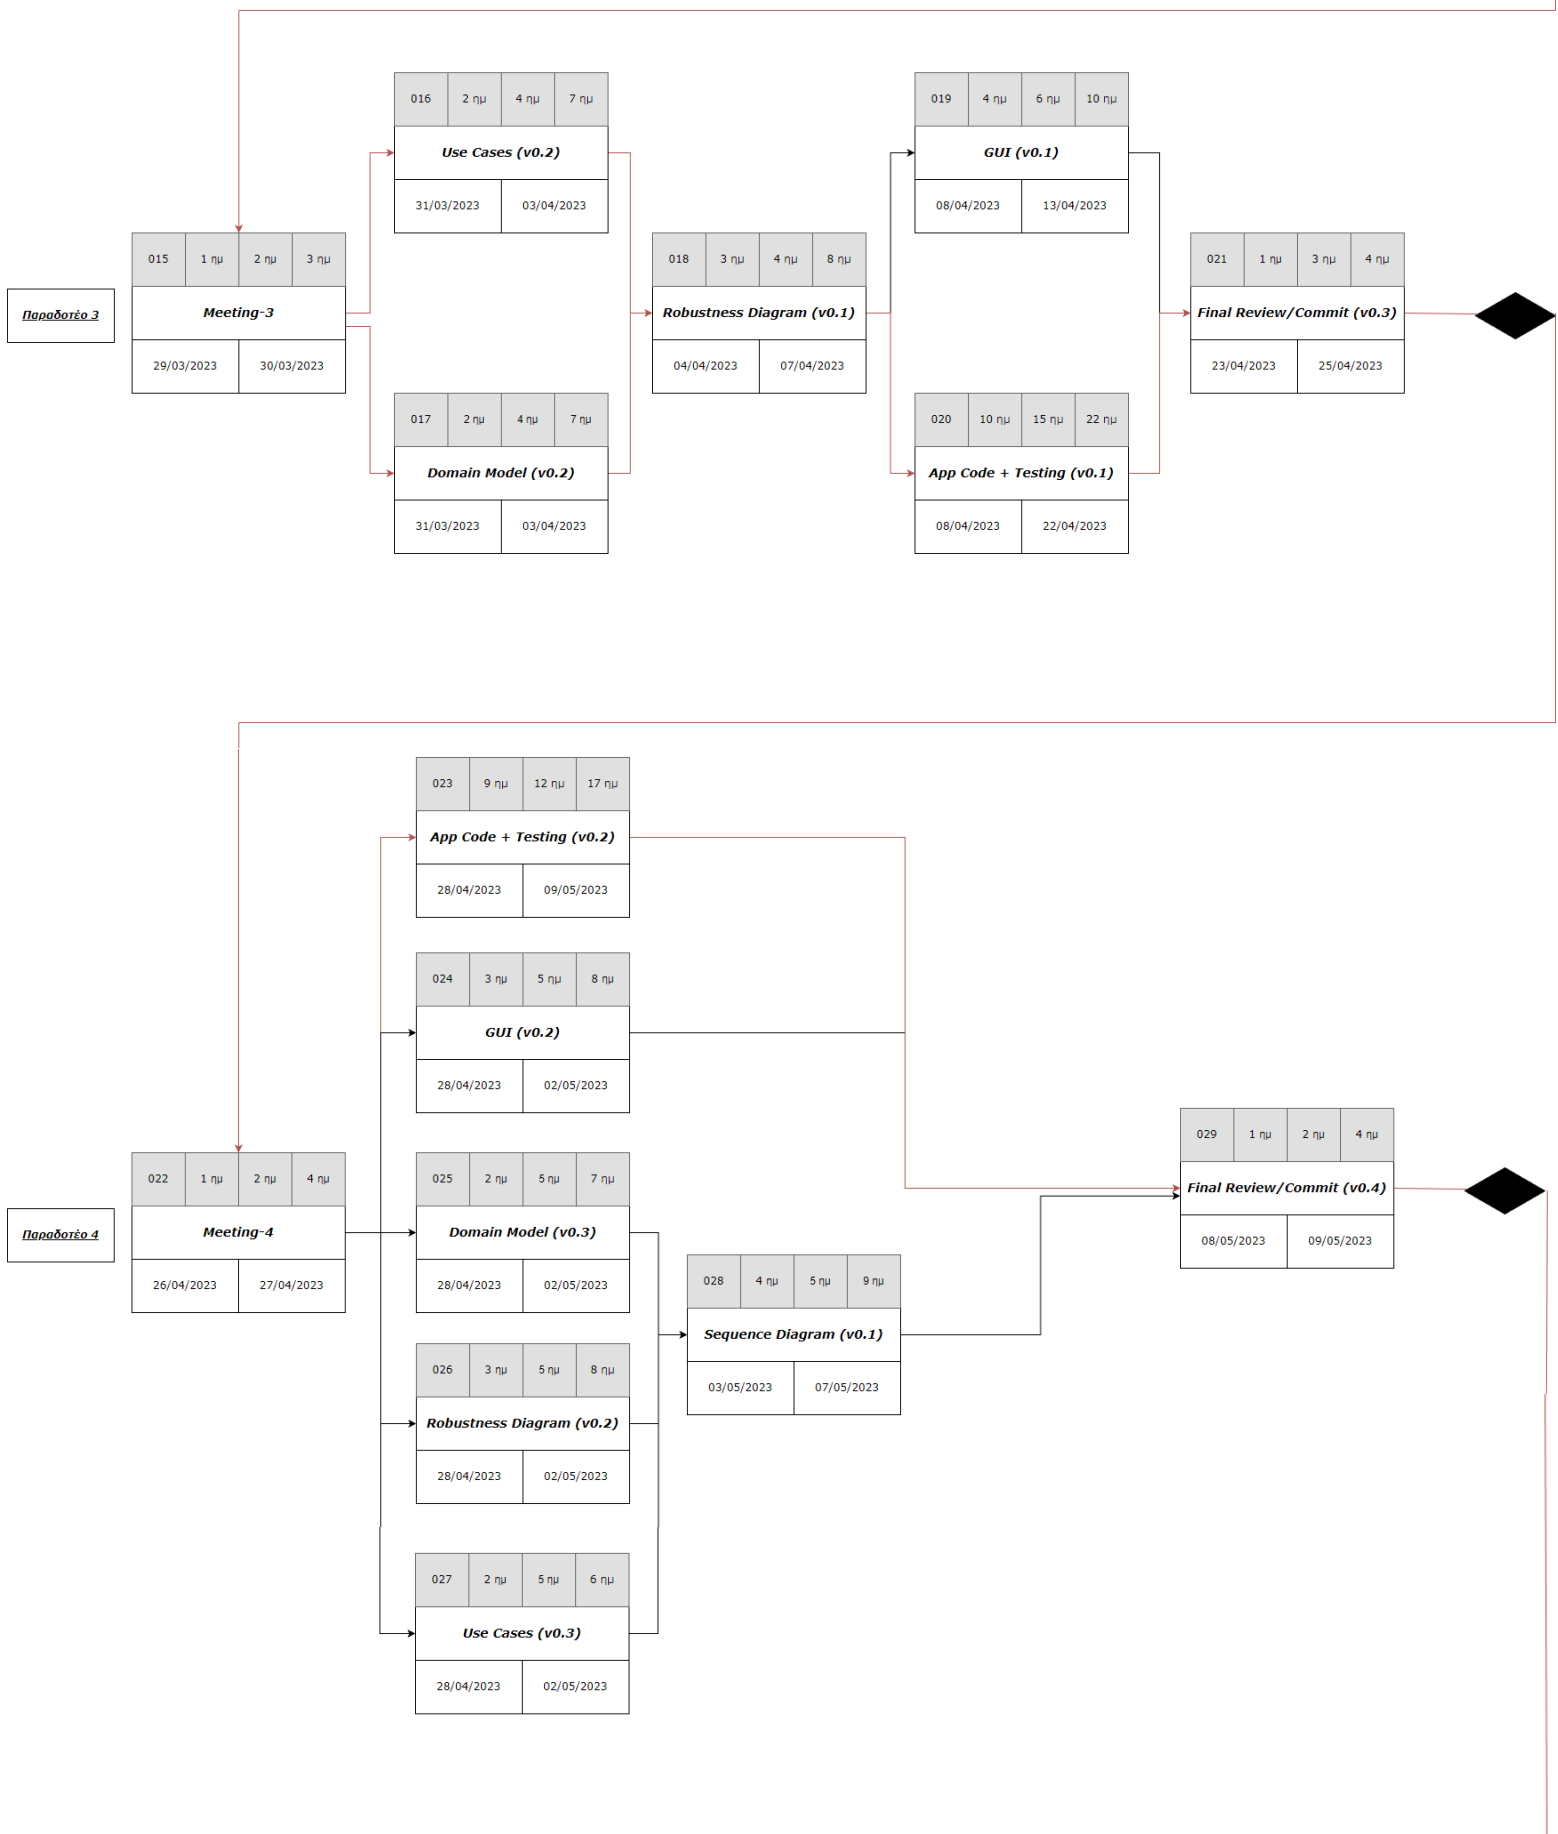 016 2 ημ 4 ημ 7 ημ
Use Cases (v0.2)
31/03/2023 03/04/2023
019 4 ημ 6 ημ 10 ημ
GUI (v0.1)
08/04/2023 13/04/2023
Παραδοτέο 3
015 1 ημ 2 ημ 3 ημ
Meeting-3
29/03/2023 30/03/2023
018 3 ημ 4 ημ 8 ημ
Robustness Diagram (v0.1)
04/04/2023 07/04/2023
021 1 ημ 3 ημ 4 ημ
Final Review/Commit (v0.3)
23/04/2023 25/04/2023
017 2 ημ 4 ημ 7 ημ
Domain Model (v0.2)
31/03/2023 03/04/2023
020 10 ημ 15 ημ 22 ημ
App Code + Testing (v0.1)
08/04/2023 22/04/2023
023 9 ημ 12 ημ 17 ημ
App Code + Testing (v0.2)
28/04/2023 09/05/2023
024 3 ημ 5 ημ 8 ημ
GUI (v0.2)
28/04/2023 02/05/2023
Παραδοτέο 4
022 1 ημ 2 ημ 4 ημ
Meeting-4
26/04/2023 27/04/2023
025 2 ημ 5 ημ 7 ημ
Domain Model (v0.3)
28/04/2023 02/05/2023
029 1 ημ 2 ημ 4 ημ
Final Review/Commit (v0.4)
08/05/2023 09/05/2023
028 4 ημ 5 ημ 9 ημ
Sequence Diagram (v0.1)
03/05/2023 07/05/2023
026 3 ημ 5 ημ 8 ημ
Robustness Diagram (v0.2)
28/04/2023 02/05/2023
027 2 ημ 5 ημ 6 ημ
Use Cases (v0.3)
28/04/2023 02/05/2023